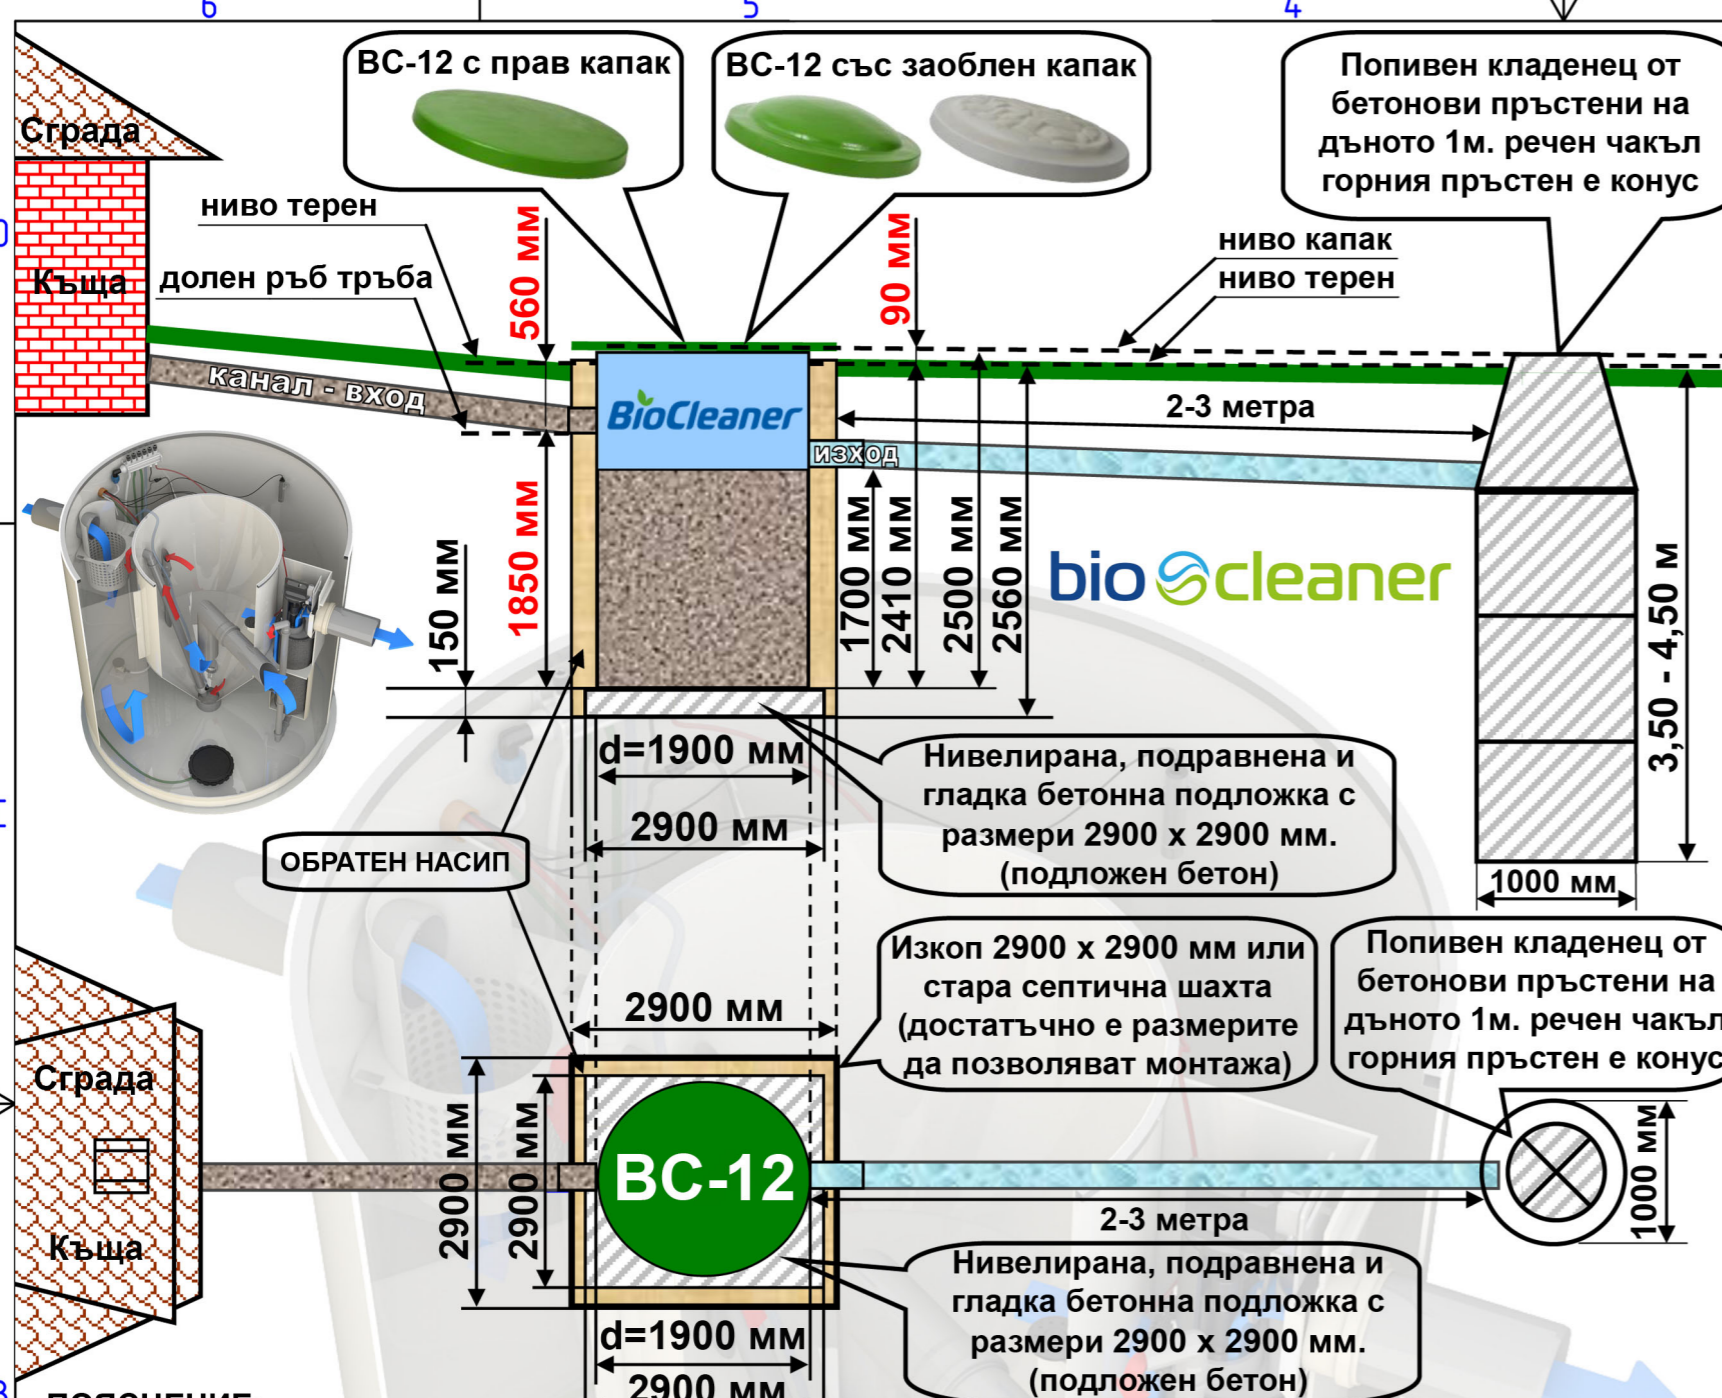 6
5
4
ВС-12 с прав капак
ВС-12 със заоблен капак
Попивен кладенец от
бетонови пръстени на
дъното 1м. речен чакъл
горния пръстен е конус
Сграда
Къща
ниво терен
долен ръб тръба
560 мм
90 мм
ниво капак
ниво терен
канал - вход
BioCleaner
изход
2-3 метра
150 мм
1850 мм
1700 мм
2410 мм
2500 мм
2560 мм
bio cleaner
3,50 - 4,50 м
d=1900 мм
2900 мм
Нивелирана, подравнена и
гладка бетонна подложка с
размери 2900 х 2900 мм.
(подложен бетон)
ОБРАТЕН НАСИП
1000 мм
2900 мм
Изкоп 2900 х 2900 мм или
стара септична шахта
(достатъчно е размерите
да позволяват монтажа)
Попивен кладенец от
бетонови пръстени на
дъното 1м. речен чакъл
горния пръстен е конус
Сграда
Къща
2900 мм
2900 мм
ВС-12
2-3 метра
1000 мм
Нивелирана, подравнена и
гладка бетонна подложка с
размери 2900 х 2900 мм.
(подложен бетон)
d=1900 мм
2900 мм